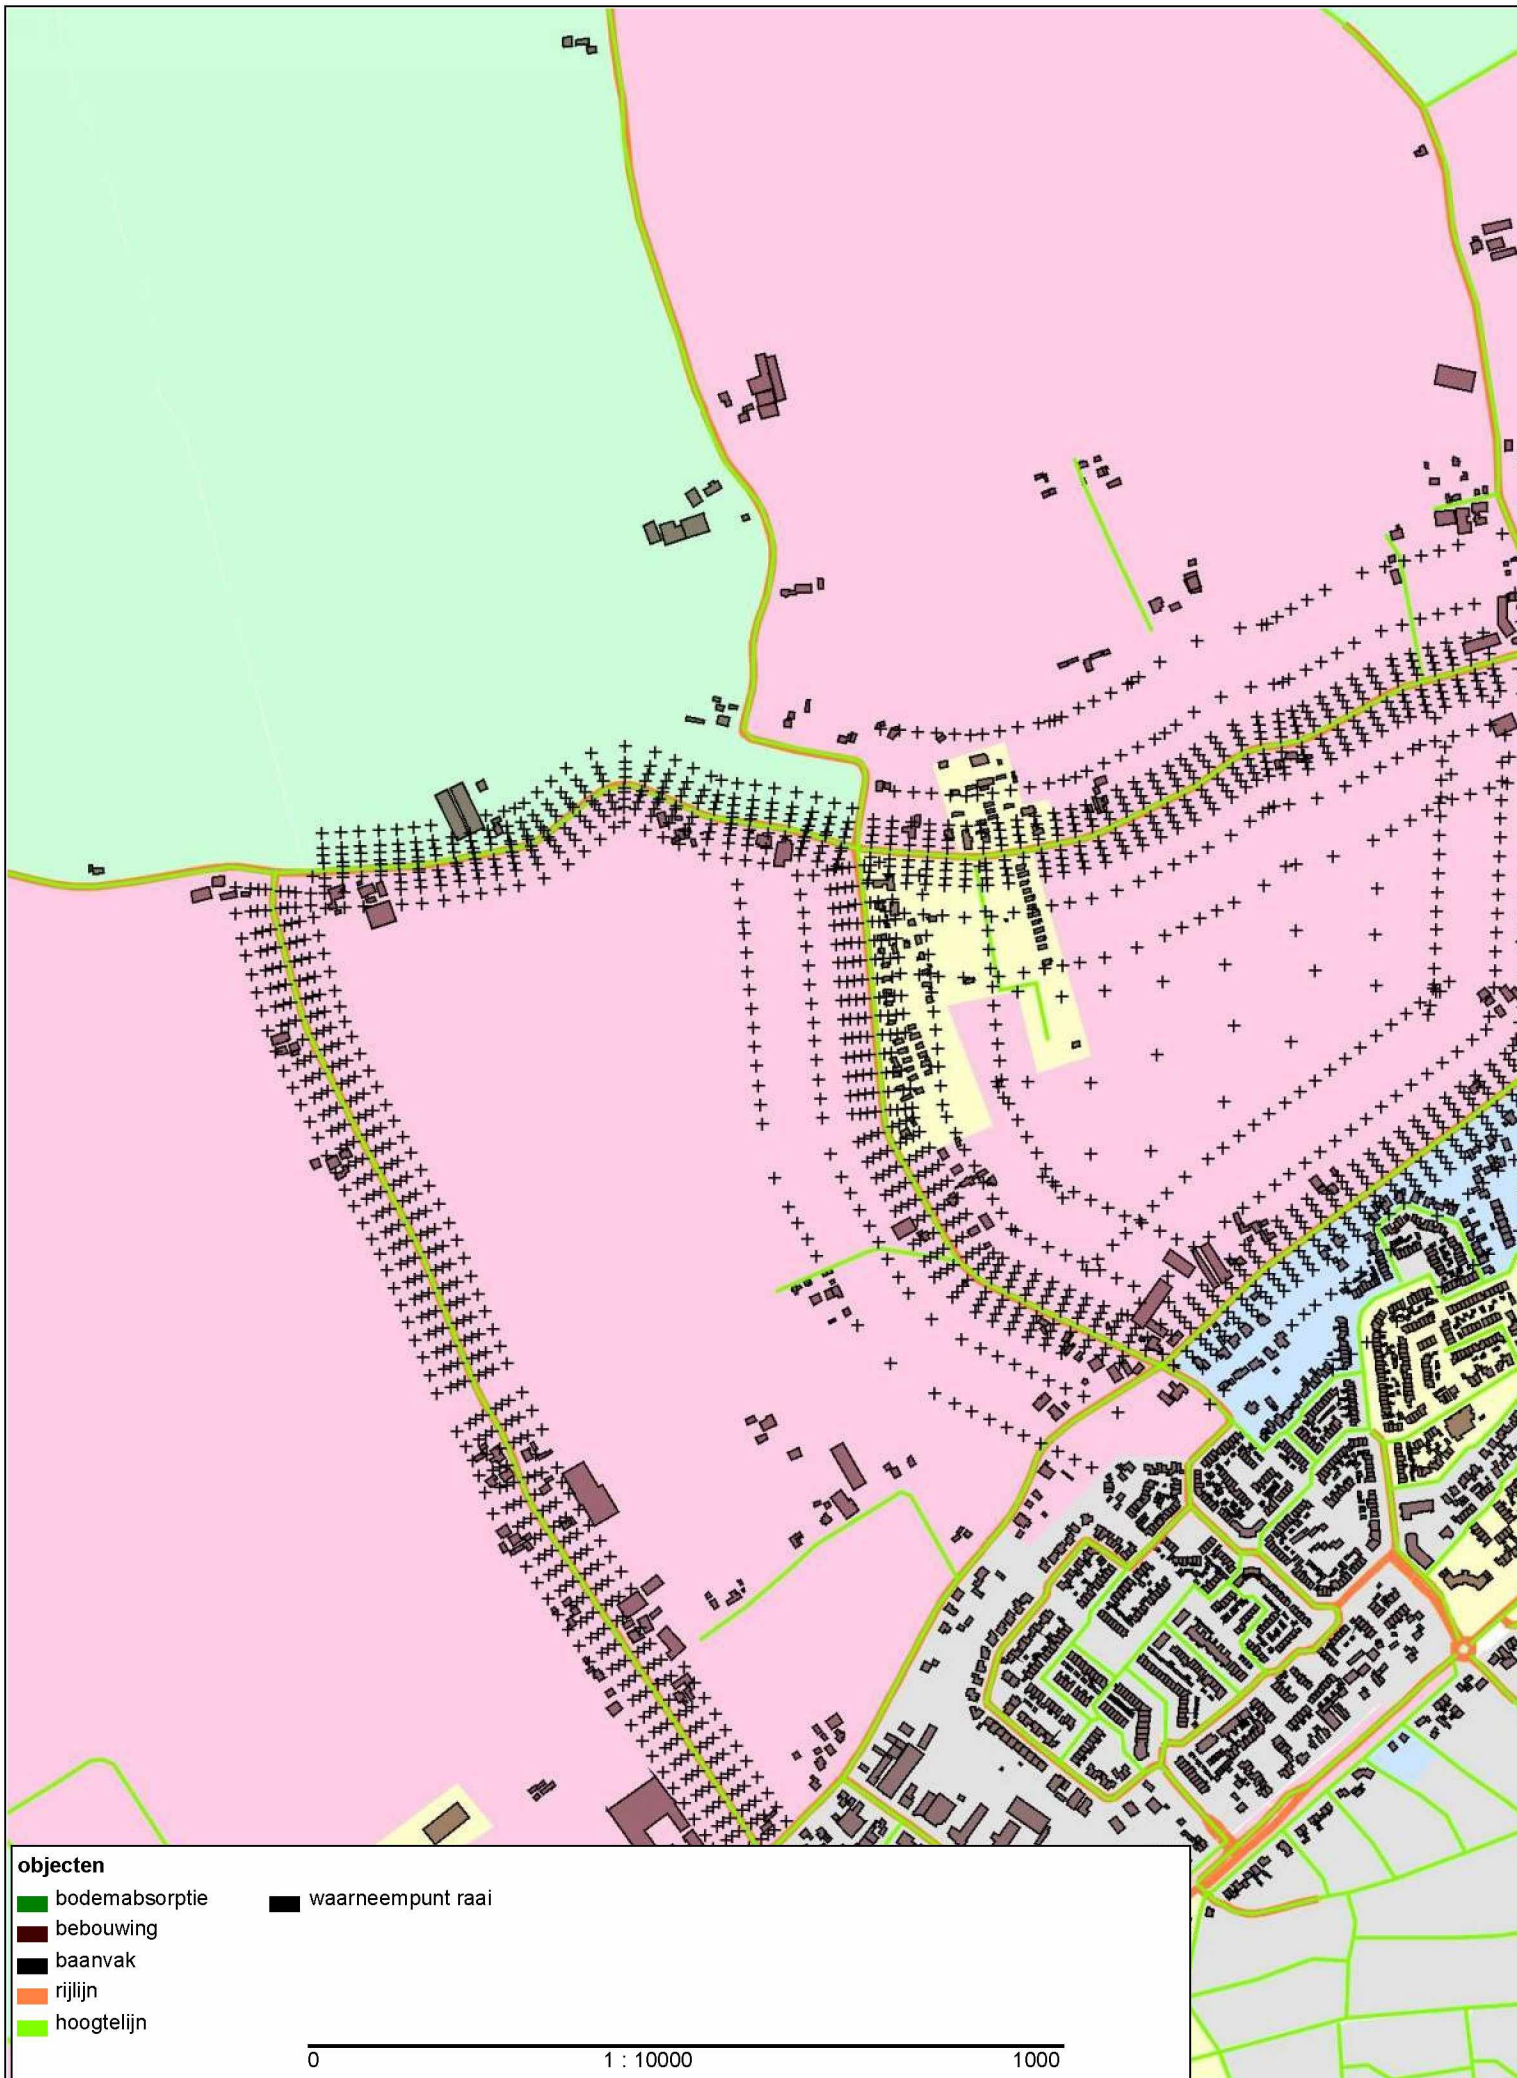 objecten
bodemabsorptie
waarneempunt raai
bebouwing
baanvak
rijlijn
hoogtelijn
0 1 : 10000 1000